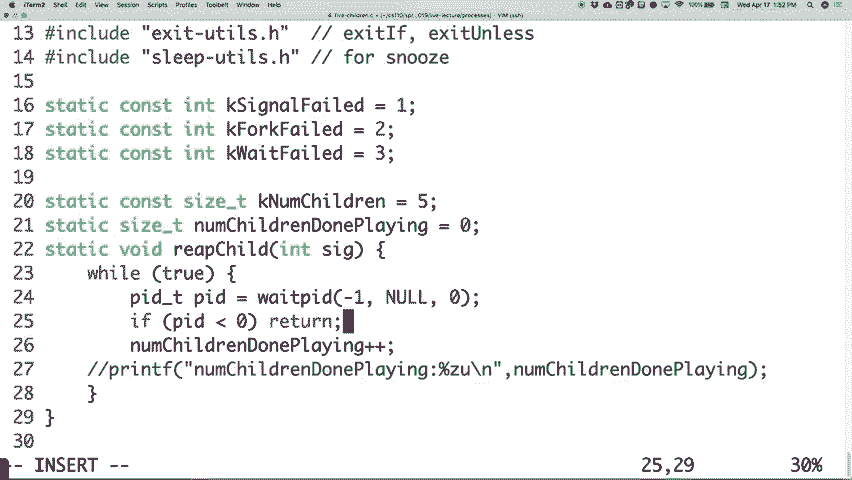 iTerm2 Shell Edit View Session Scripts Profiles Toolbelt Window Help 100% Wed Apr 17 1:52 PM
13 #include "exit-utils.h"  // exitIf, exitUnless
14 #include "sleep-utils.h" // for snooze
15
16 static const int kSignalFailed = 1;
17 static const int kForkFailed = 2;
18 static const int kWaitFailed = 3;
19
20 static const size_t kNumChildren = 5;
21 static size_t numChildrenDonePlaying = 0;
22 static void reapChild(int sig) {
23     while (true) {
24         pid_t pid = waitpid(-1, NULL, 0);
25         if (pid < 0) return;
26         numChildrenDonePlaying++;
27     //printf("numChildrenDonePlaying:%zu\n",numChildrenDonePlaying);
28     }
29 }
30
-- INSERT -- 25,29 30%